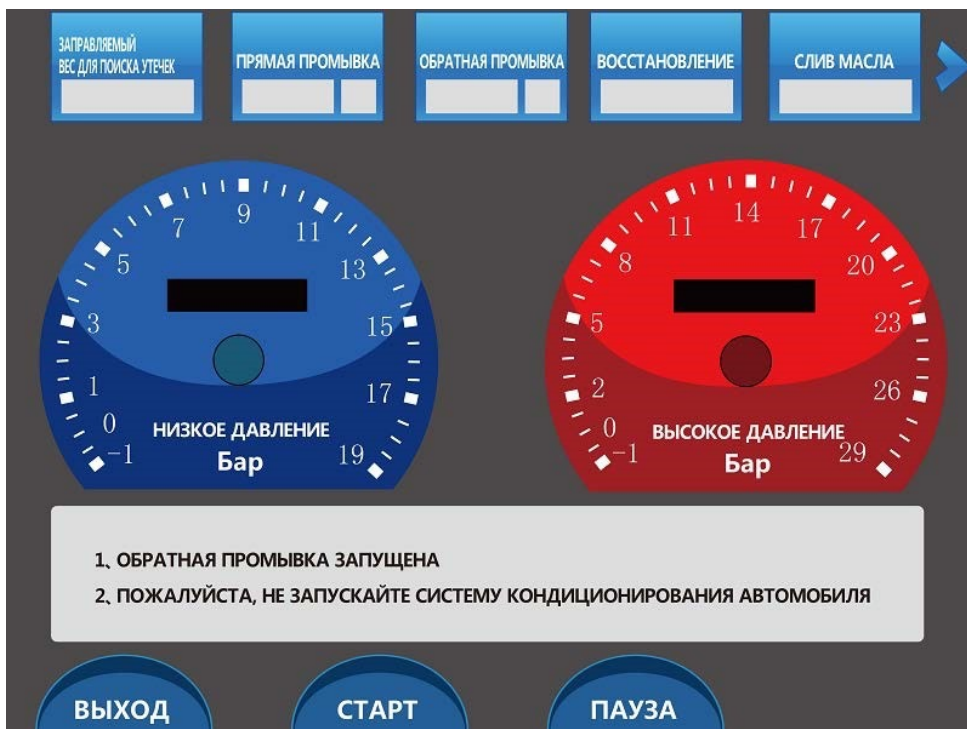 ЗАПРАВЛЯЕМЫЙ
ВЕС ДЛЯ ПОИСКА УТЕЧЕК
ПРЯМАЯ ПРОМЫВКА
ОБРАТНАЯ ПРОМЫВКА
ВОССТАНОВЛЕНИЕ
СЛИВ МАСЛА
-1
0
1
3
5
7
9
11
13
15
17
19
НИЗКОЕ ДАВЛЕНИЕ
Бар
-1
0
2
5
8
11
14
17
20
23
26
29
ВЫСОКОЕ ДАВЛЕНИЕ
Бар
1、ОБРАТНАЯ ПРОМЫВКА ЗАПУЩЕНА
2、ПОЖАЛУЙСТА, НЕ ЗАПУСКАЙТЕ СИСТЕМУ КОНДИЦИОНИРОВАНИЯ АВТОМОБИЛЯ
ВЫХОД
СТАРТ
ПАУЗА